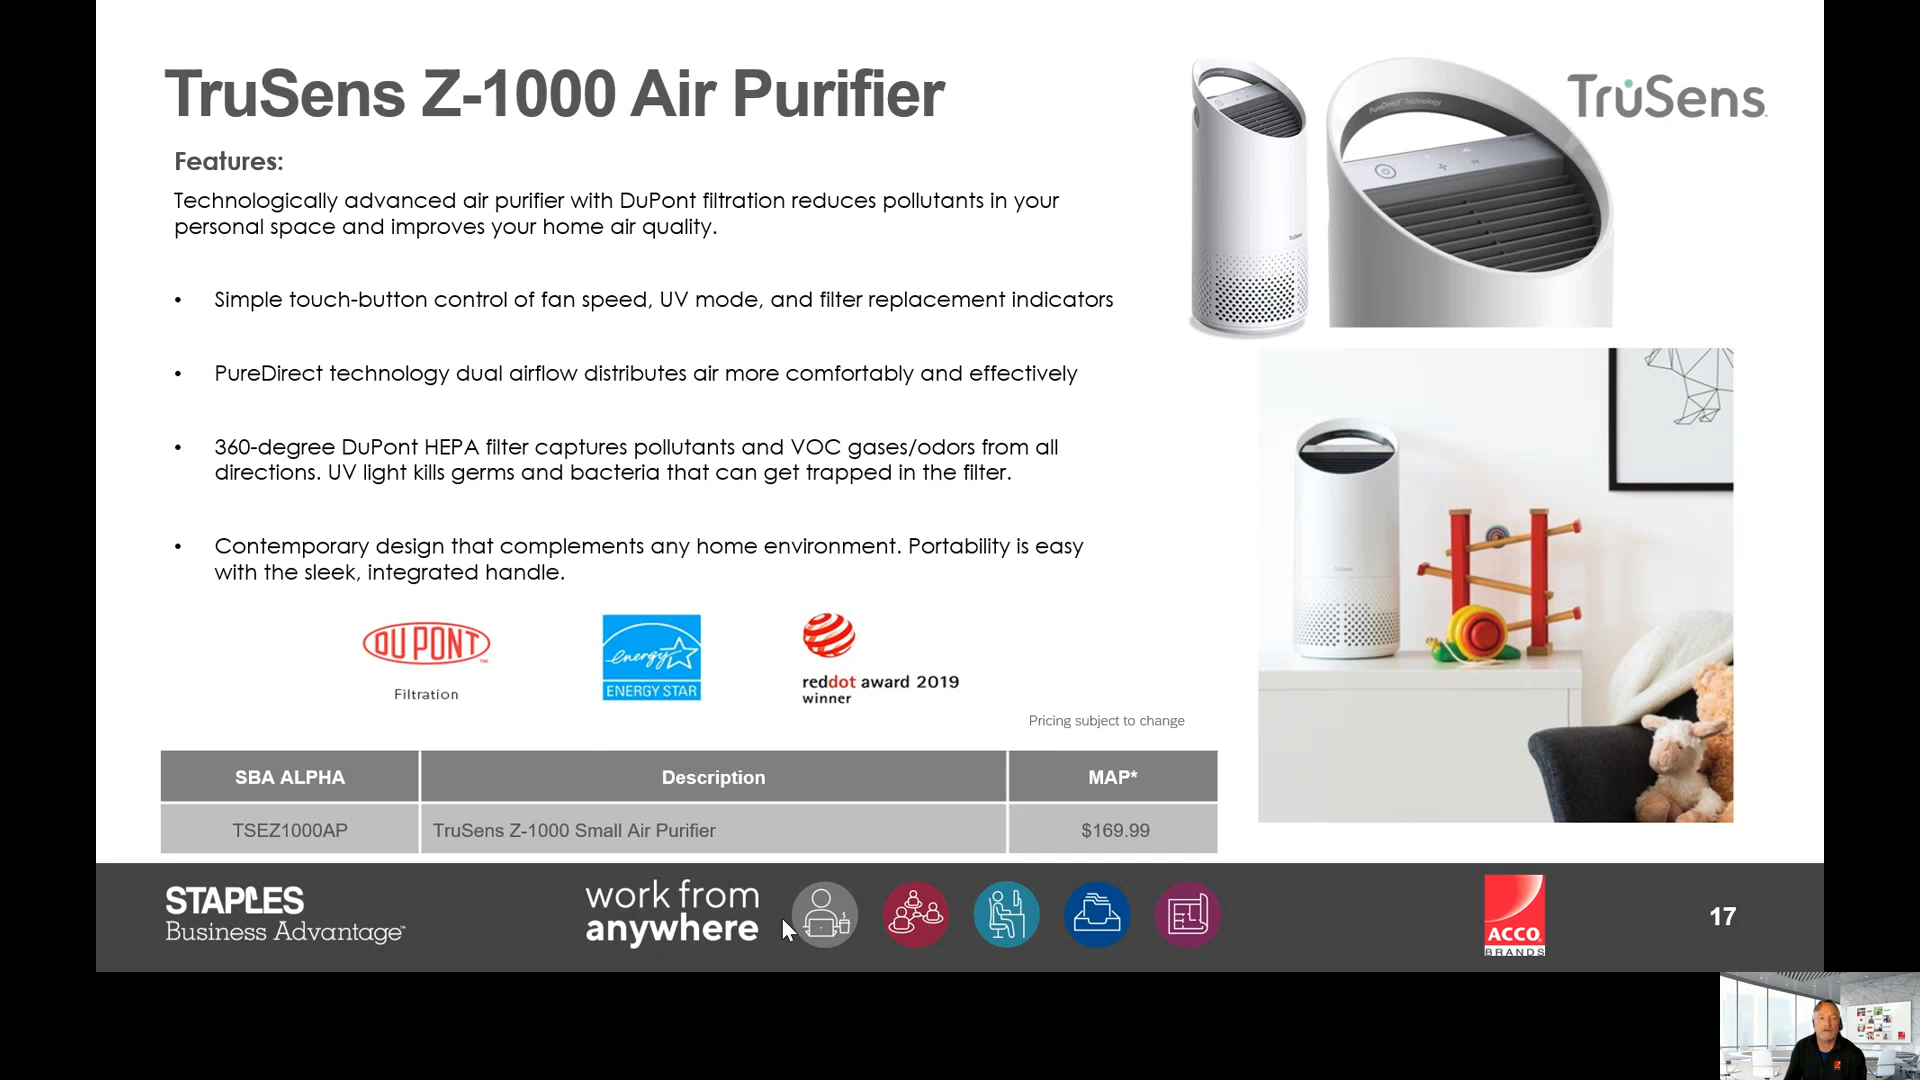 TruSens Z-1000 Air Purifier
TruSens
PureDirect™ Technology
Features:
Technologically advanced air purifier with DuPont filtration reduces pollutants in your
personal space and improves your home air quality.
• Simple touch-button control of fan speed, UV mode, and filter replacement indicators
• PureDirect technology dual airflow distributes air more comfortably and effectively
• 360-degree DuPont HEPA filter captures pollutants and VOC gases/odors from all
directions. UV light kills germs and bacteria that can get trapped in the filter.
• Contemporary design that complements any home environment. Portability is easy
with the sleek, integrated handle.
DUPONT™
Filtration
energy
ENERGY STAR
reddot award 2019
winner
Pricing subject to change
SBA ALPHA Description MAP*
TSEZ1000AP TruSens Z-1000 Small Air Purifier $169.99
STAPLES
Business Advantage™
work from
anywhere
ACCO
BRANDS
17